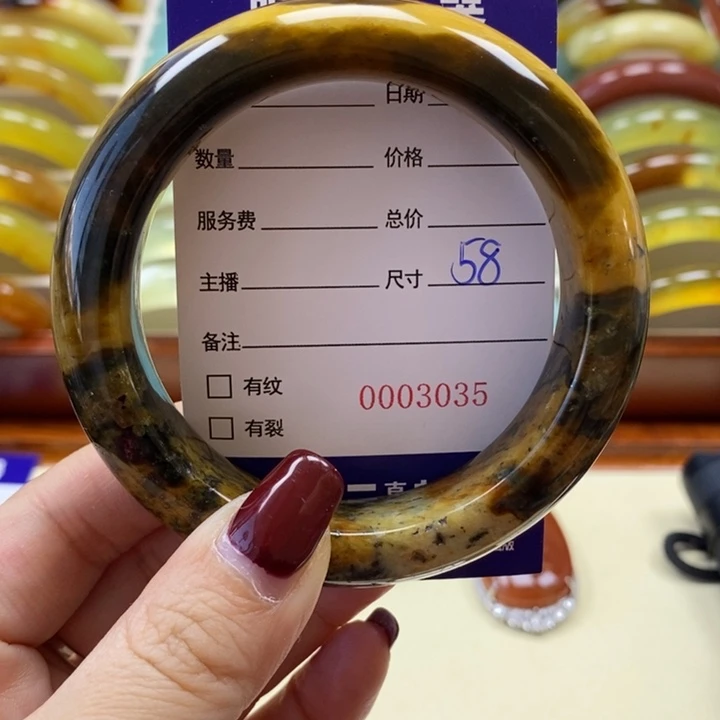 日期
数量 价格
服务费 总价
主播 尺寸 58
备注
有纹 0003035
有裂